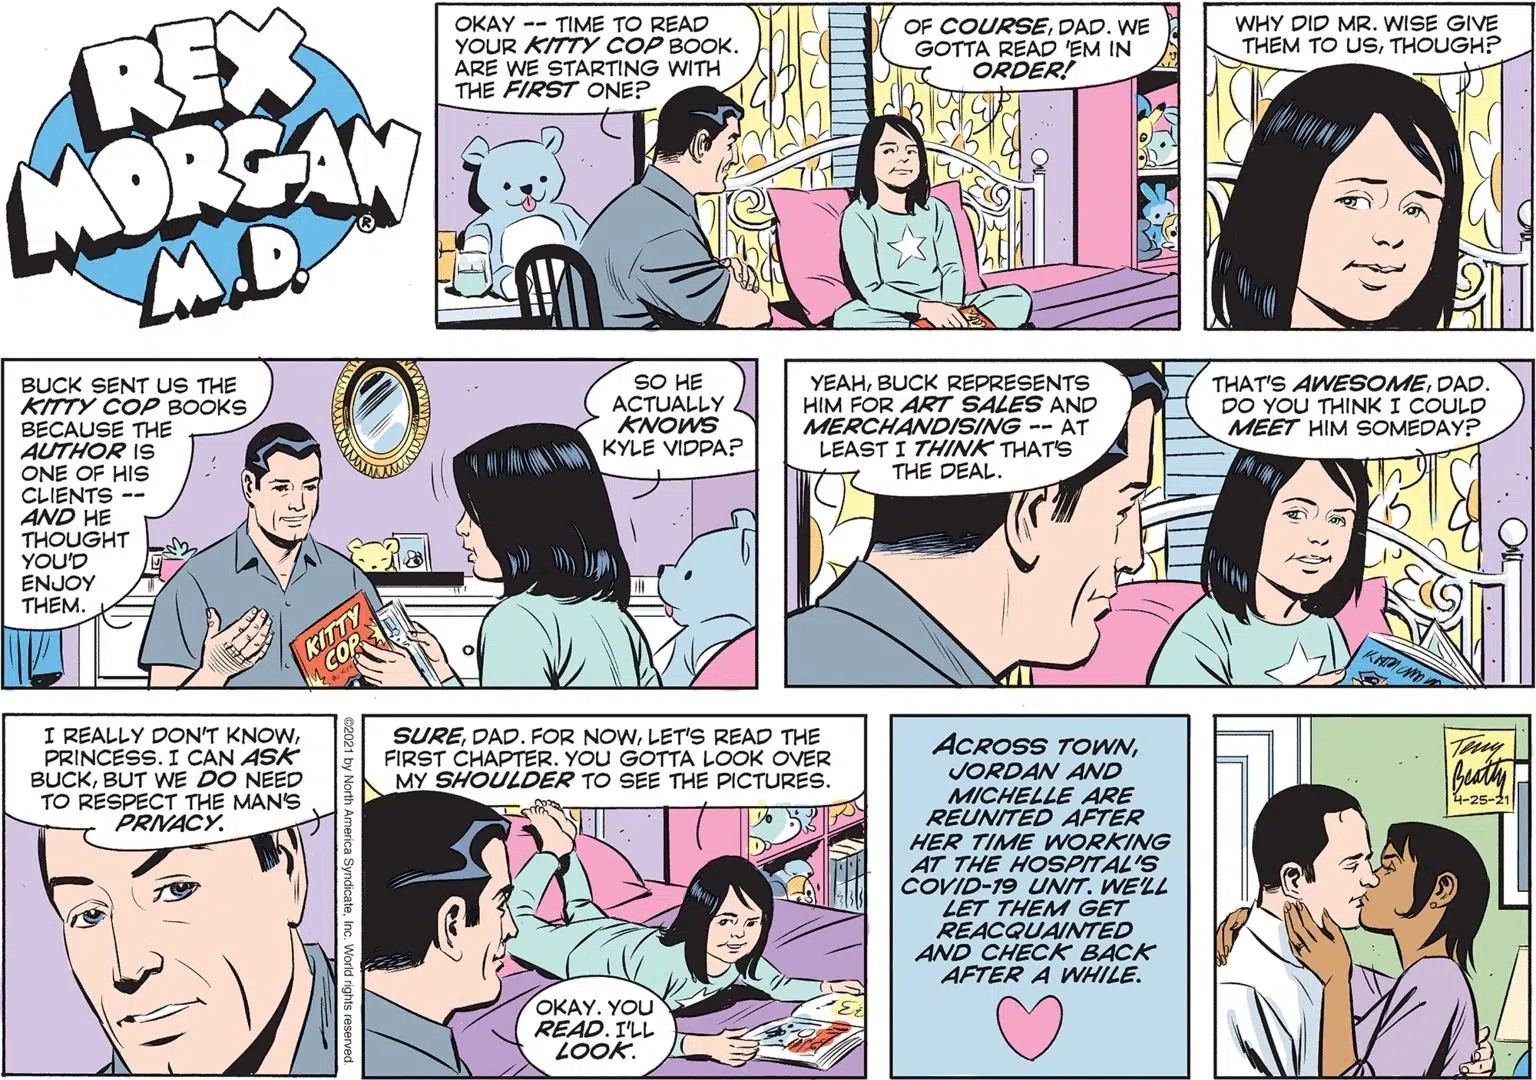 REX
MORGAN
M.D.
®
OKAY -- TIME TO READ
YOUR KITTY COP BOOK.
ARE WE STARTING WITH
THE FIRST ONE?
OF COURSE, DAD. WE
GOTTA READ 'EM IN
ORDER!
WHY DID MR. WISE GIVE
THEM TO US, THOUGH?
BUCK SENT US THE
KITTY COP BOOKS
BECAUSE THE
AUTHOR IS
ONE OF HIS
CLIENTS --
AND HE
THOUGHT
YOU'D
ENJOY
THEM.
SO HE
ACTUALLY
KNOWS
KYLE VIDPA?
KITTY
COP
YEAH, BUCK REPRESENTS
HIM FOR ART SALES AND
MERCHANDISING -- AT
LEAST I THINK THAT'S
THE DEAL.
THAT'S AWESOME, DAD.
DO YOU THINK I COULD
MEET HIM SOMEDAY?
I REALLY DON'T KNOW,
PRINCESS. I CAN ASK
BUCK, BUT WE DO NEED
TO RESPECT THE MAN'S
PRIVACY.
©2021 by North America Syndicate, Inc. World rights reserved.
SURE, DAD. FOR NOW, LET'S READ THE
FIRST CHAPTER. YOU GOTTA LOOK OVER
MY SHOULDER TO SEE THE PICTURES.
OKAY. YOU
READ. I'LL
LOOK.
ACROSS TOWN,
JORDAN AND
MICHELLE ARE
REUNITED AFTER
HER TIME WORKING
AT THE HOSPITAL'S
COVID-19 UNIT. WE'LL
LET THEM GET
REACQUAINTED
AND CHECK BACK
AFTER A WHILE.
Terry
Beatty
4-25-21